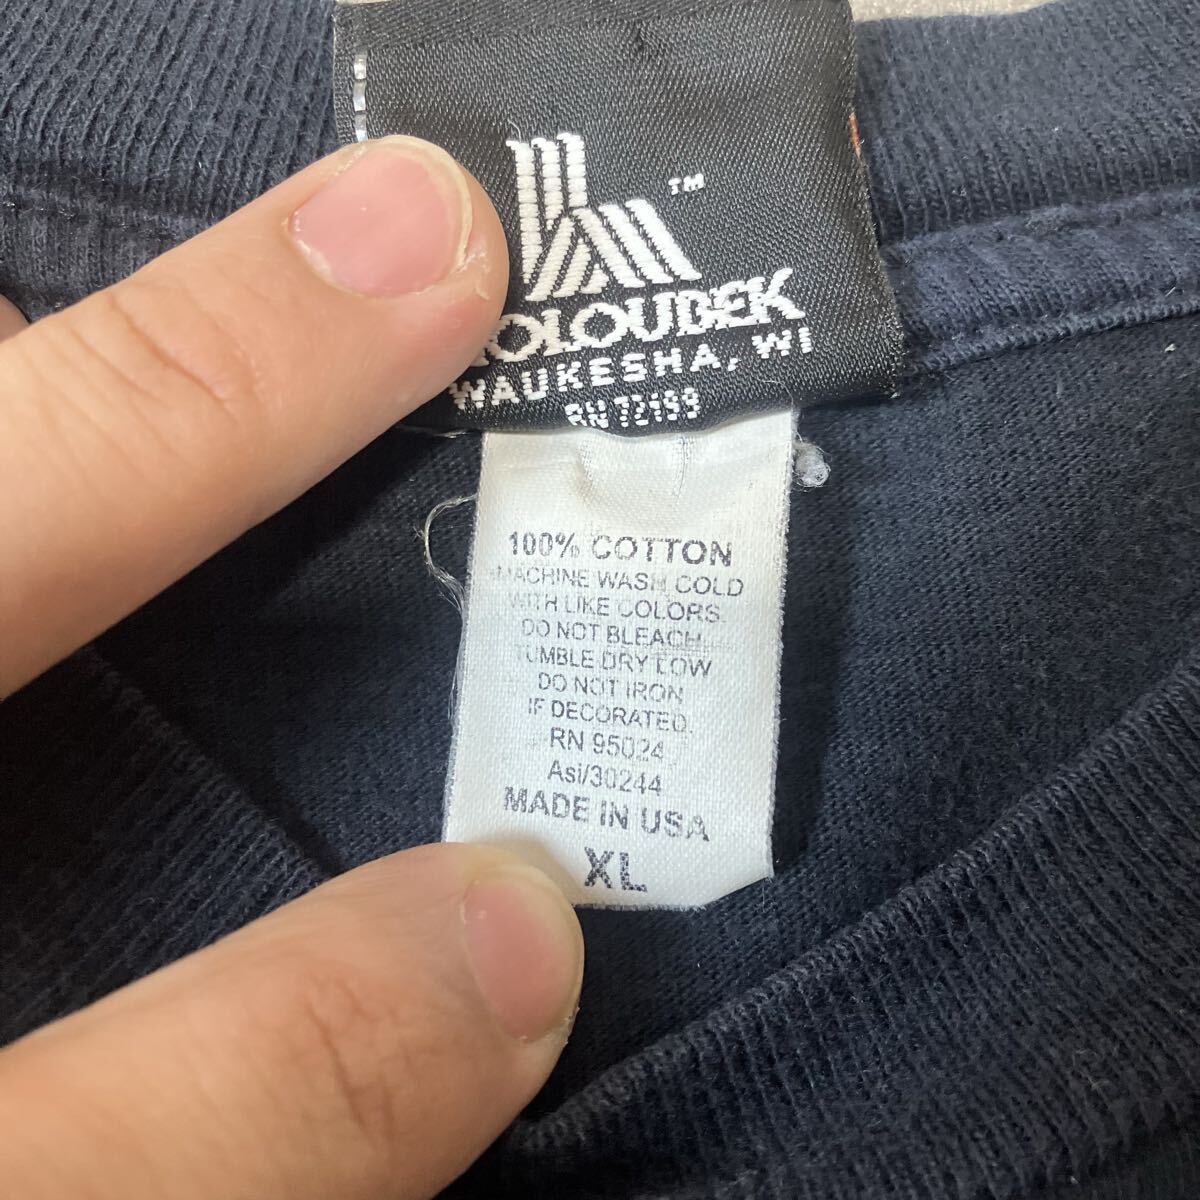 TM
HOLOUBEK
WAUKESHA, WI
RN 72199
100% COTTON
MACHINE WASH COLD
WITH LIKE COLORS.
DO NOT BLEACH.
TUMBLE DRY LOW
DO NOT IRON
IF DECORATED.
RN 95024
Asi/30244
MADE IN USA
XL